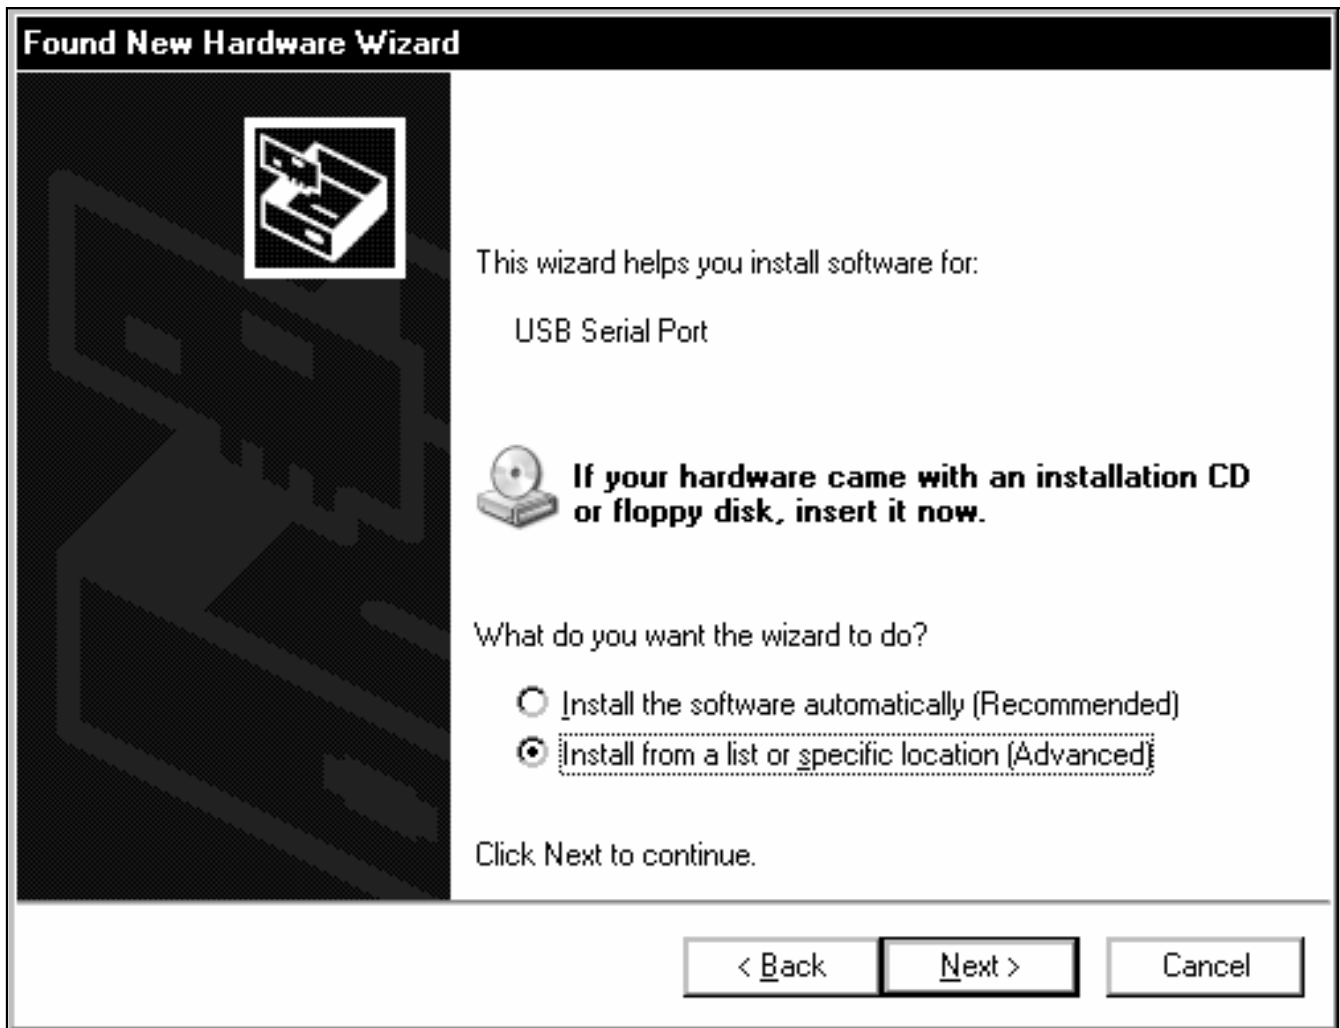 Found New Hardware Wizard
This wizard helps you install software for:
USB Serial Port
If your hardware came with an installation CD
or floppy disk, insert it now.
What do you want the wizard to do?
Install the software automatically (Recommended)
Install from a list or specific location (Advanced)
Click Next to continue.
< Back
Next >
Cancel